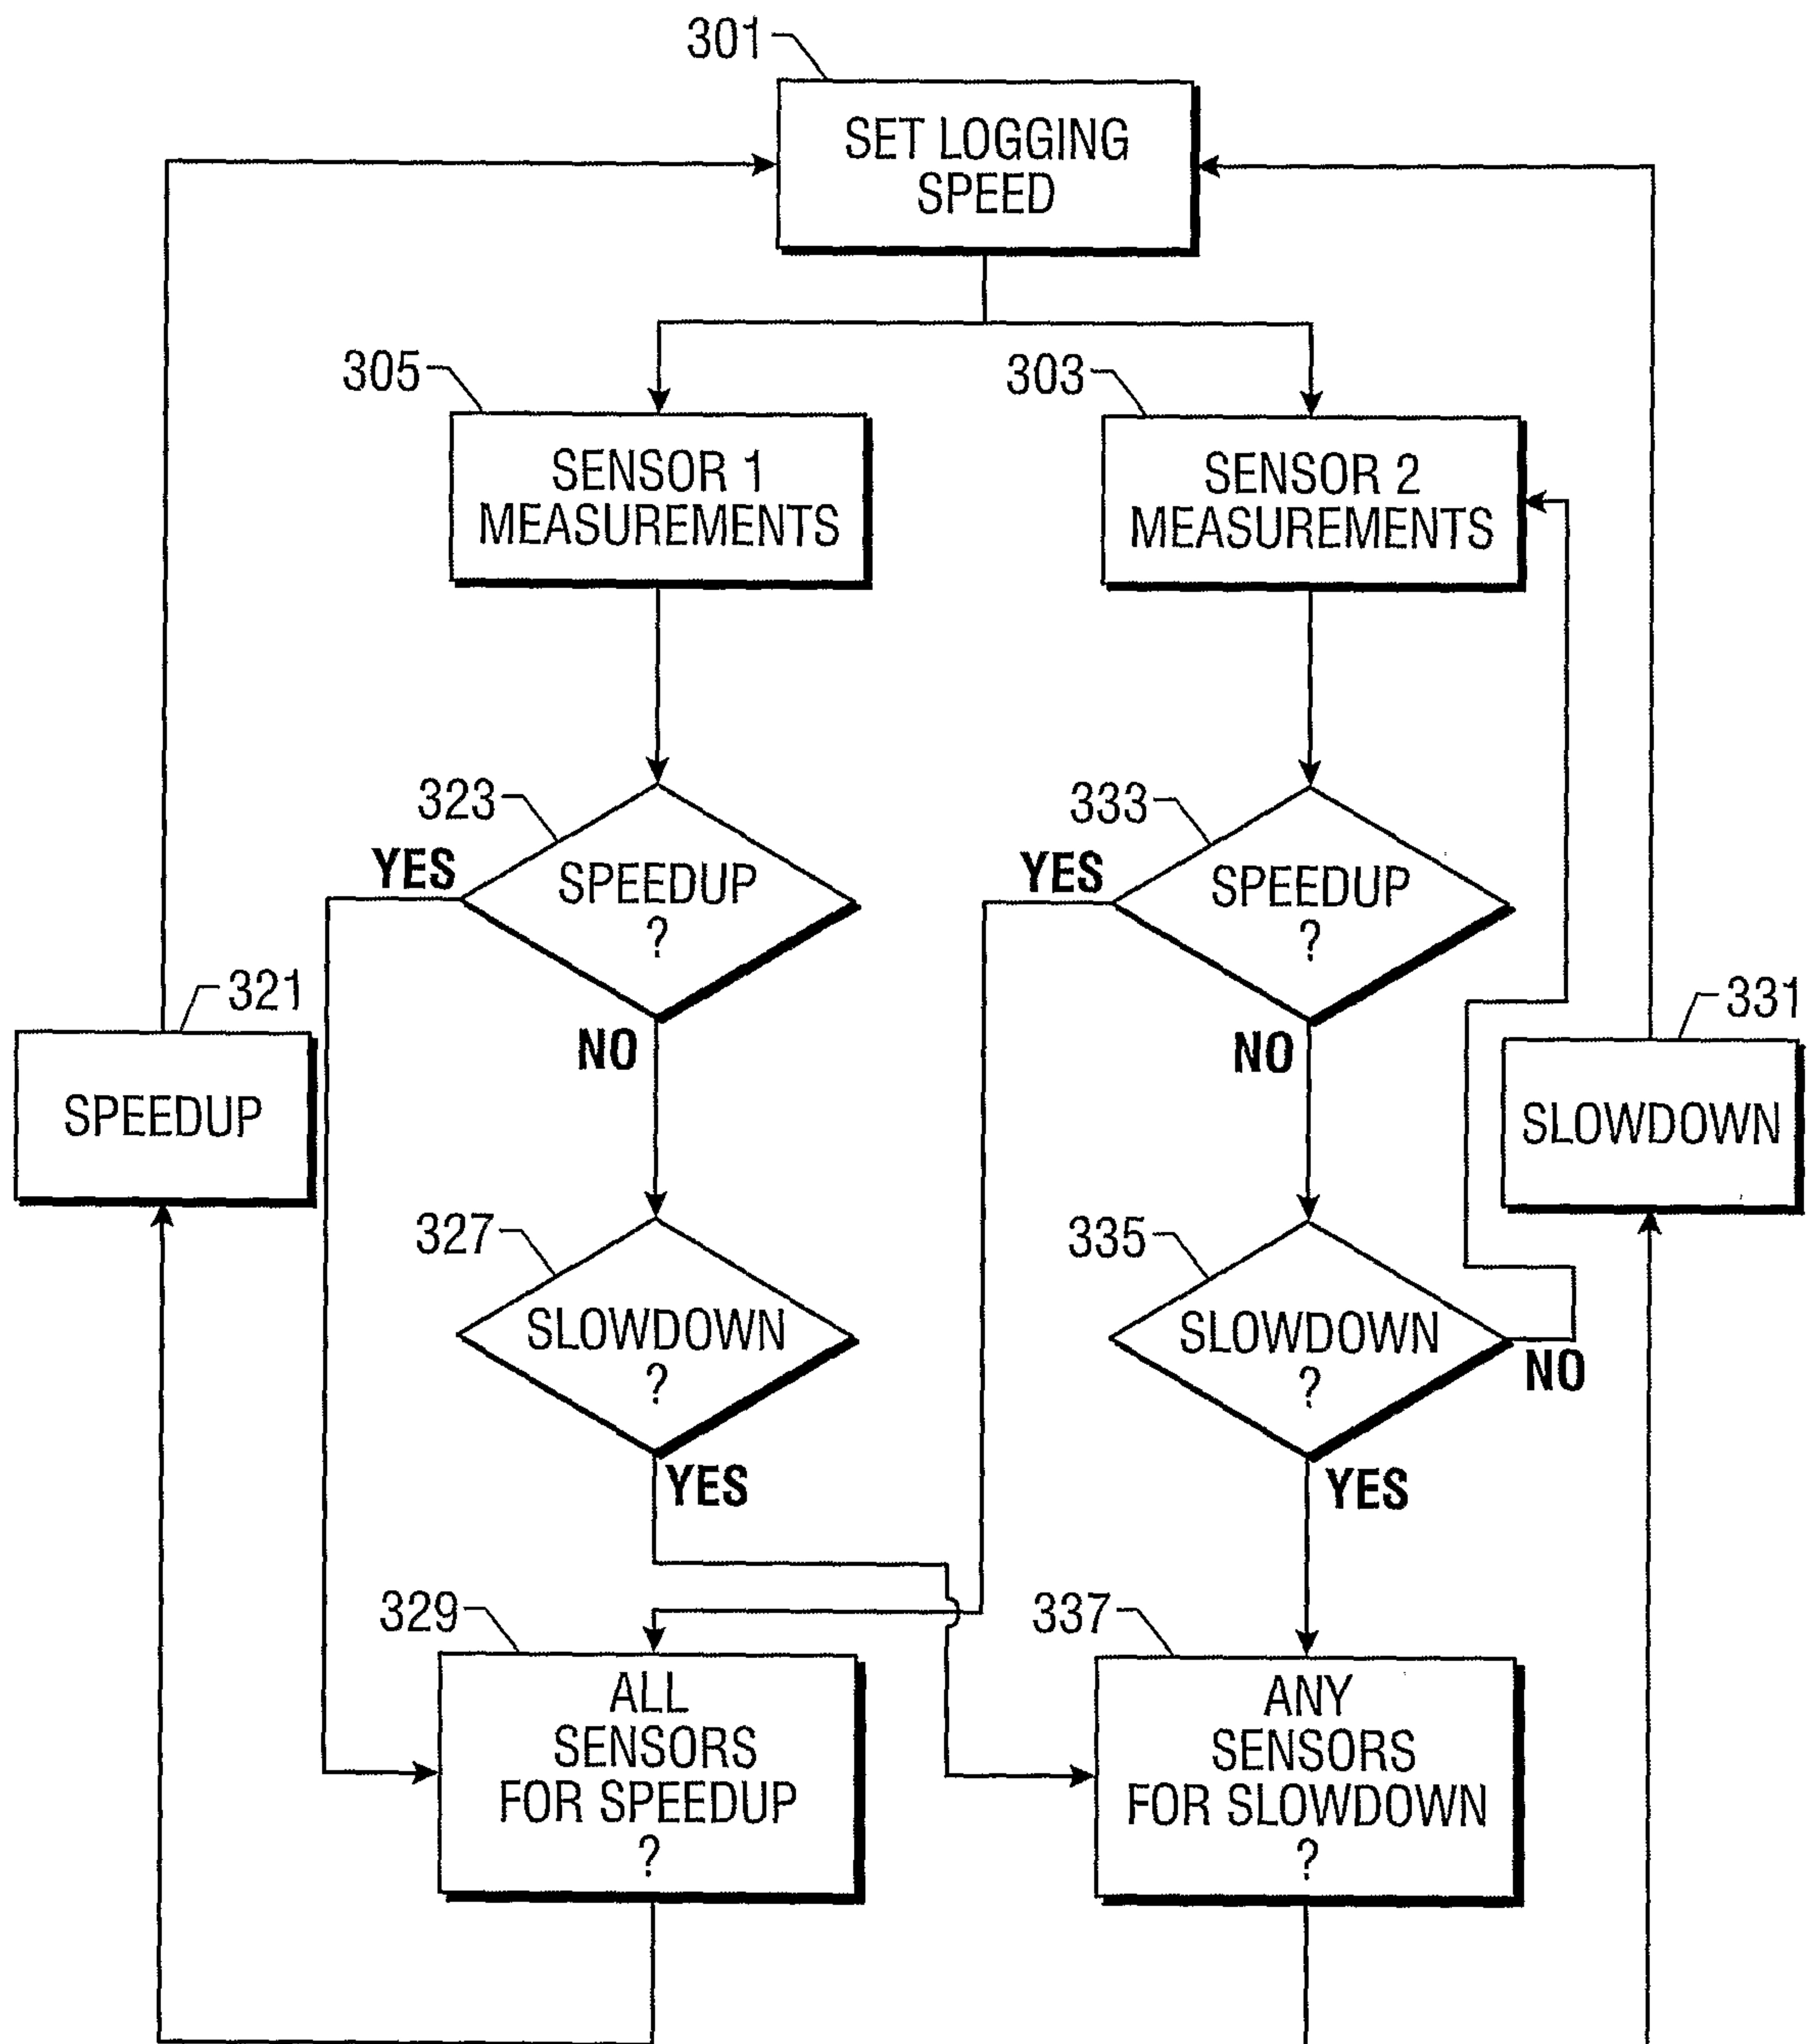 301
SET LOGGING
SPEED
305
SENSOR 1
MEASUREMENTS
303
SENSOR 2
MEASUREMENTS
323
YES
SPEEDUP
?
NO
333
YES
SPEEDUP
?
NO
321
SPEEDUP
331
SLOWDOWN
327
SLOWDOWN
?
YES
335
SLOWDOWN
?
NO
YES
329
ALL
SENSORS
FOR SPEEDUP
?
337
ANY
SENSORS
FOR SLOWDOWN
?